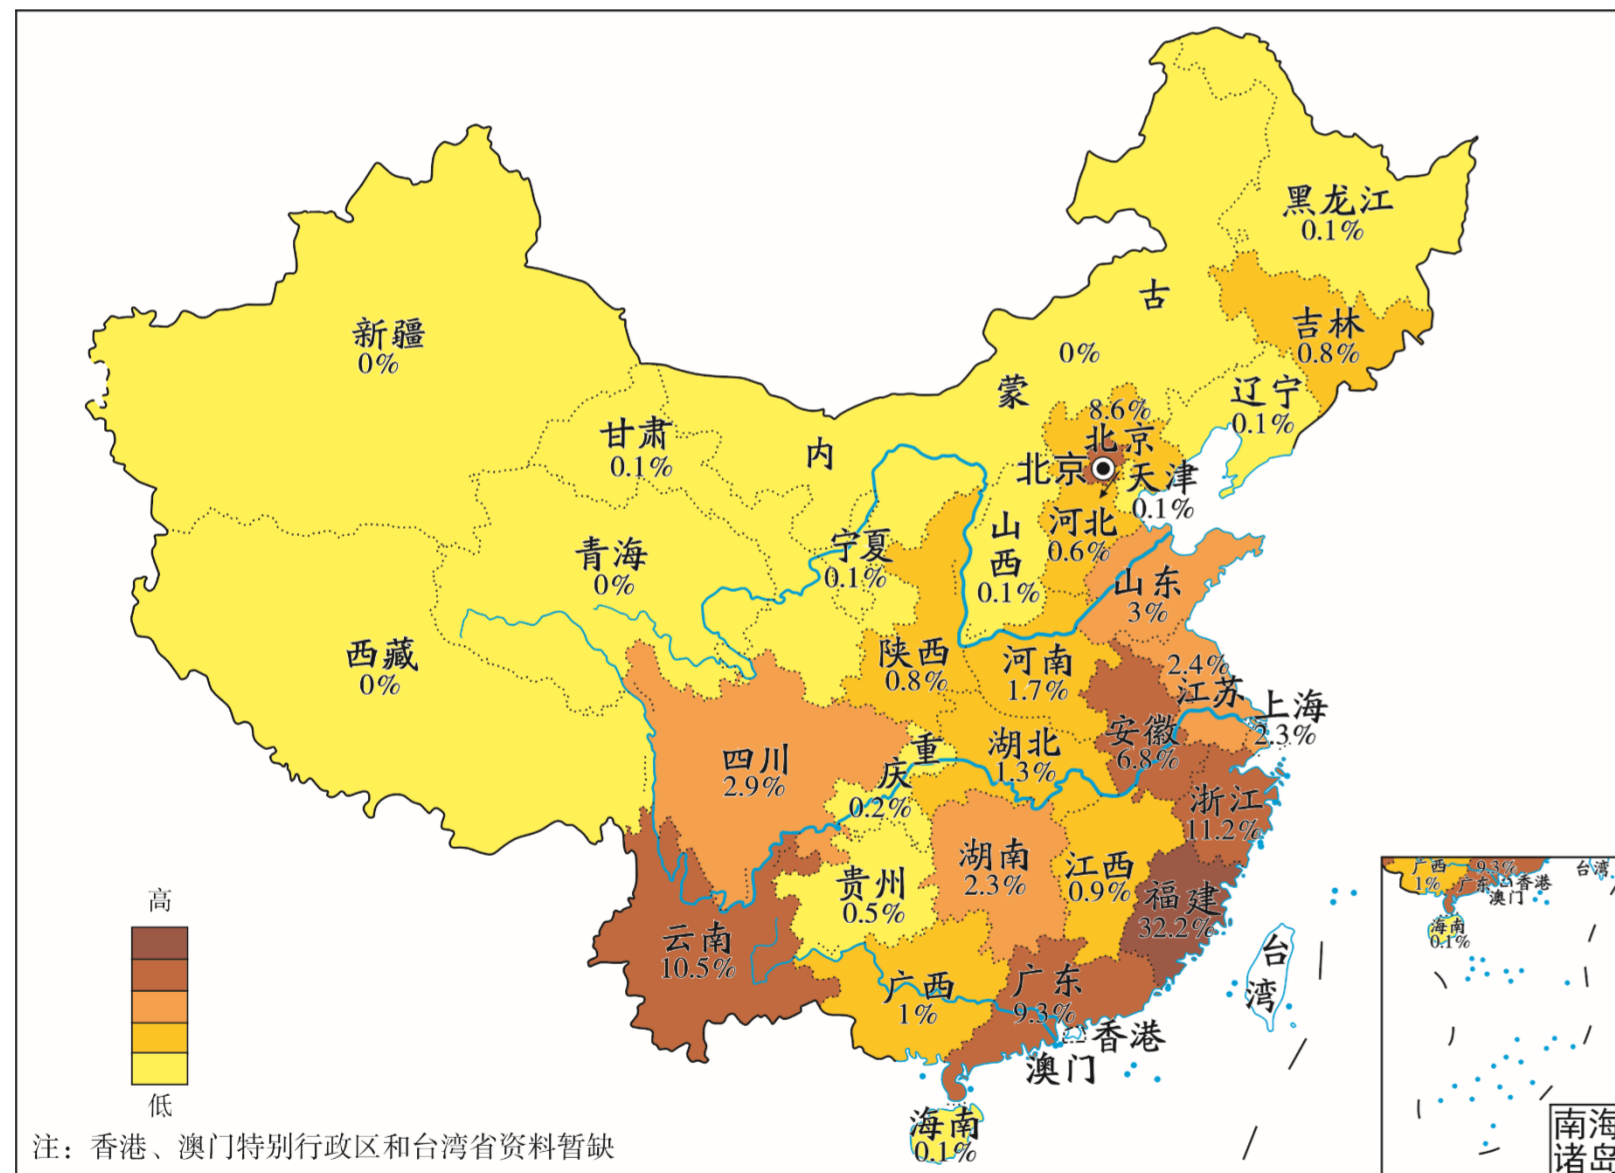 黑龙江
0.1%
吉林
0.8%
辽宁
0.1%
内蒙古
0%
新疆
0%
甘肃
0.1%
8.6%
北京
北京
天津
0.1%
河北
0.6%
山西
0.1%
宁夏
0.1%
青海
0%
山东
3%
西藏
0%
陕西
0.8%
河南
1.7%
2.4%
江苏
上海
2.3%
安徽
6.8%
四川
2.9%
重庆
0.2%
湖北
1.3%
浙江
11.2%
湖南
2.3%
江西
0.9%
贵州
0.5%
福建
32.2%
云南
10.5%
广西
1%
广东
9.3%
台湾
香港
澳门
海南
0.1%
高
低
注：香港、澳门特别行政区和台湾省资料暂缺
广西
1%
9.3%
广东
香港
澳门
台湾
海南
0.1%
南海
诸岛